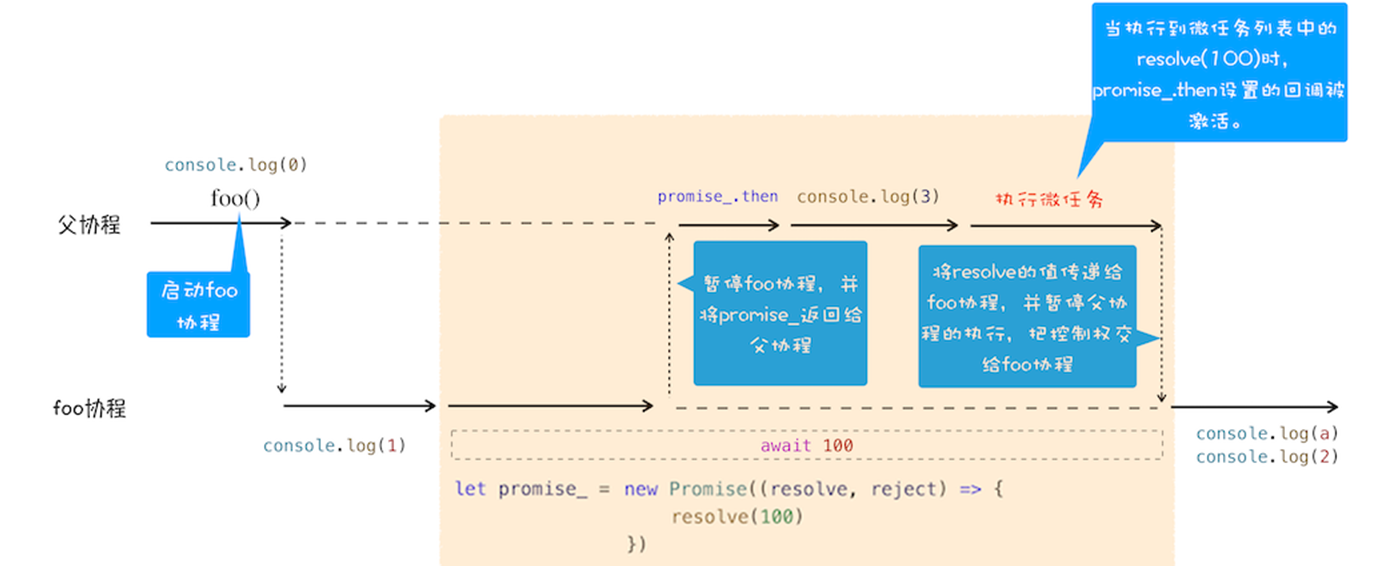 当执行到微任务列表中的
resolve(100)时，
promise_.then设置的回调被
激活。
console.log(0)
foo()
父协程
启动foo
协程
promise_.then
console.log(3)
执行微任务
暂停foo协程，并
将promise_返回给
父协程
将resolve的值传递给
foo协程，并暂停父协
程的执行，把控制权交
给foo协程
foo协程
console.log(1)
await 100
console.log(a)
console.log(2)
let promise_ = new Promise((resolve, reject) => {
resolve(100)
})